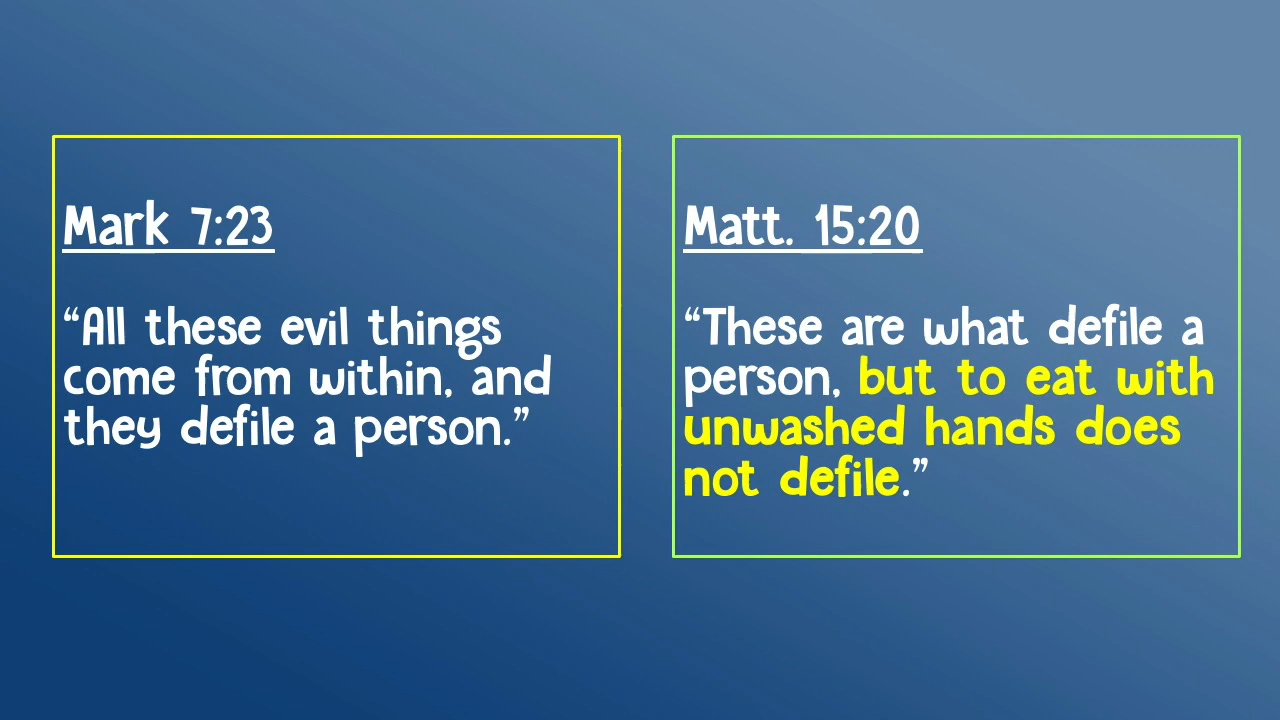 Mark 7:23
“All these evil things
come from within, and
they defile a person.”
Matt. 15:20
“These are what defile a
person, but to eat with
unwashed hands does
not defile.”